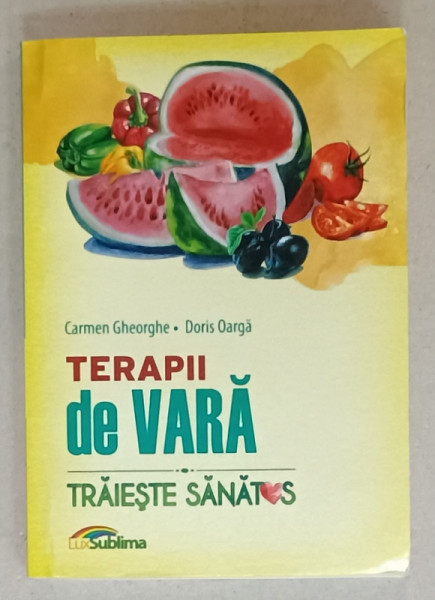 Carmen Gheorghe • Doris Oargă
TERAPII
de VARĂ
TRĂIEȘTE SĂNĂTOS
LuxSublima